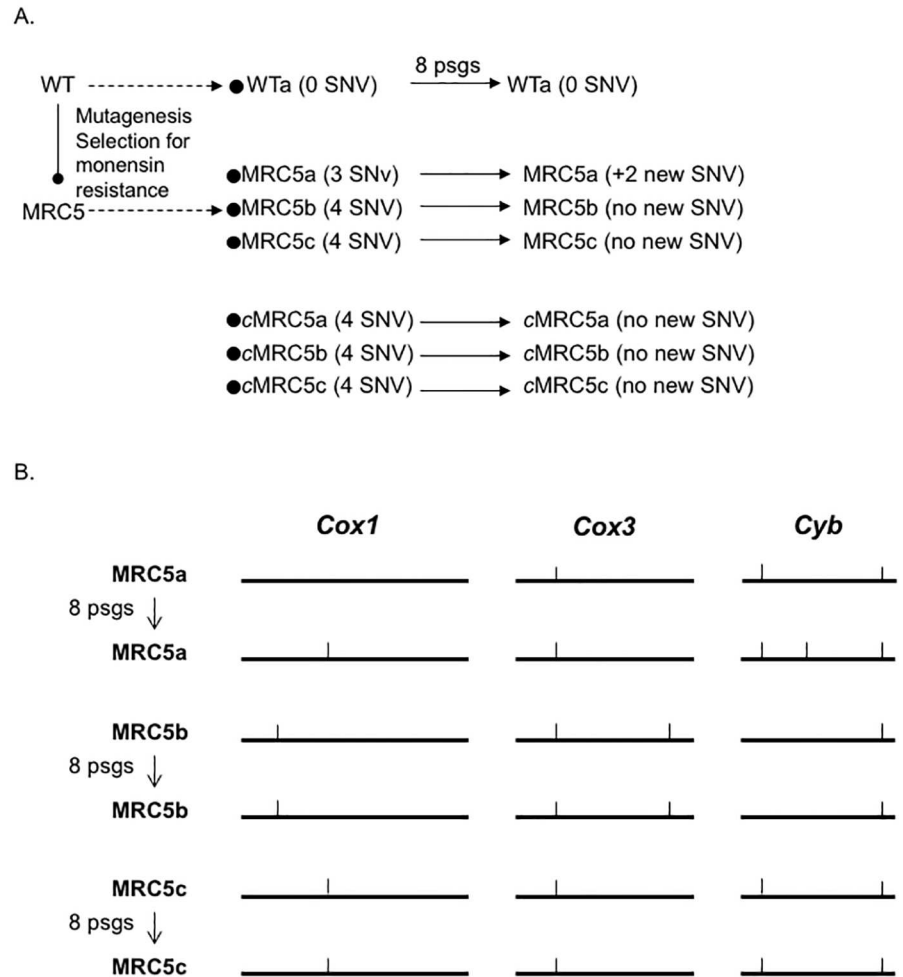 A.
WT ●WTa (0 SNV) 8 psgs WTa (0 SNV)
Mutagenesis
Selection for
monensin
resistance
MRC5
●MRC5a (3 SNv) MRC5a (+2 new SNV)
●MRC5b (4 SNV) MRC5b (no new SNV)
●MRC5c (4 SNV) MRC5c (no new SNV)
●cMRC5a (4 SNV) cMRC5a (no new SNV)
●cMRC5b (4 SNV) cMRC5b (no new SNV)
●cMRC5c (4 SNV) cMRC5c (no new SNV)
B.
Cox1 Cox3 Cyb
MRC5a
8 psgs
MRC5a
MRC5b
8 psgs
MRC5b
MRC5c
8 psgs
MRC5c